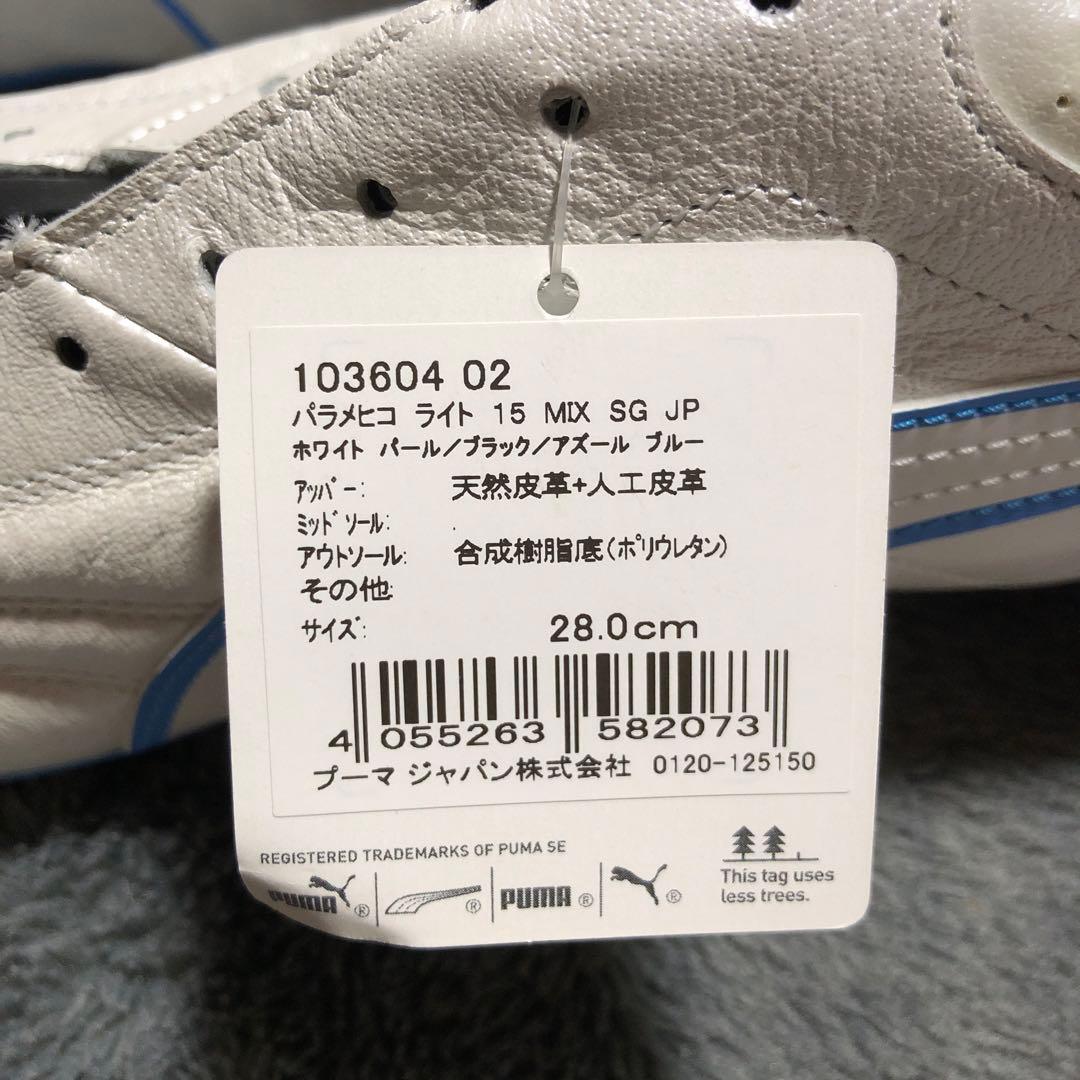 103604 02
パラメヒコ ライト 15 MIX SG JP
ホワイト パール/ブラック/アズール ブルー
アッパー: 天然皮革+人工皮革
ミッドソール: .
アウトソール: 合成樹脂底(ポリウレタン)
その他:
サイズ: 28.0cm
4 055263 582073
プーマ ジャパン株式会社 0120-125150
REGISTERED TRADEMARKS OF PUMA SE
PUMA ® ® PUMA ® ®
This tag uses
less trees.